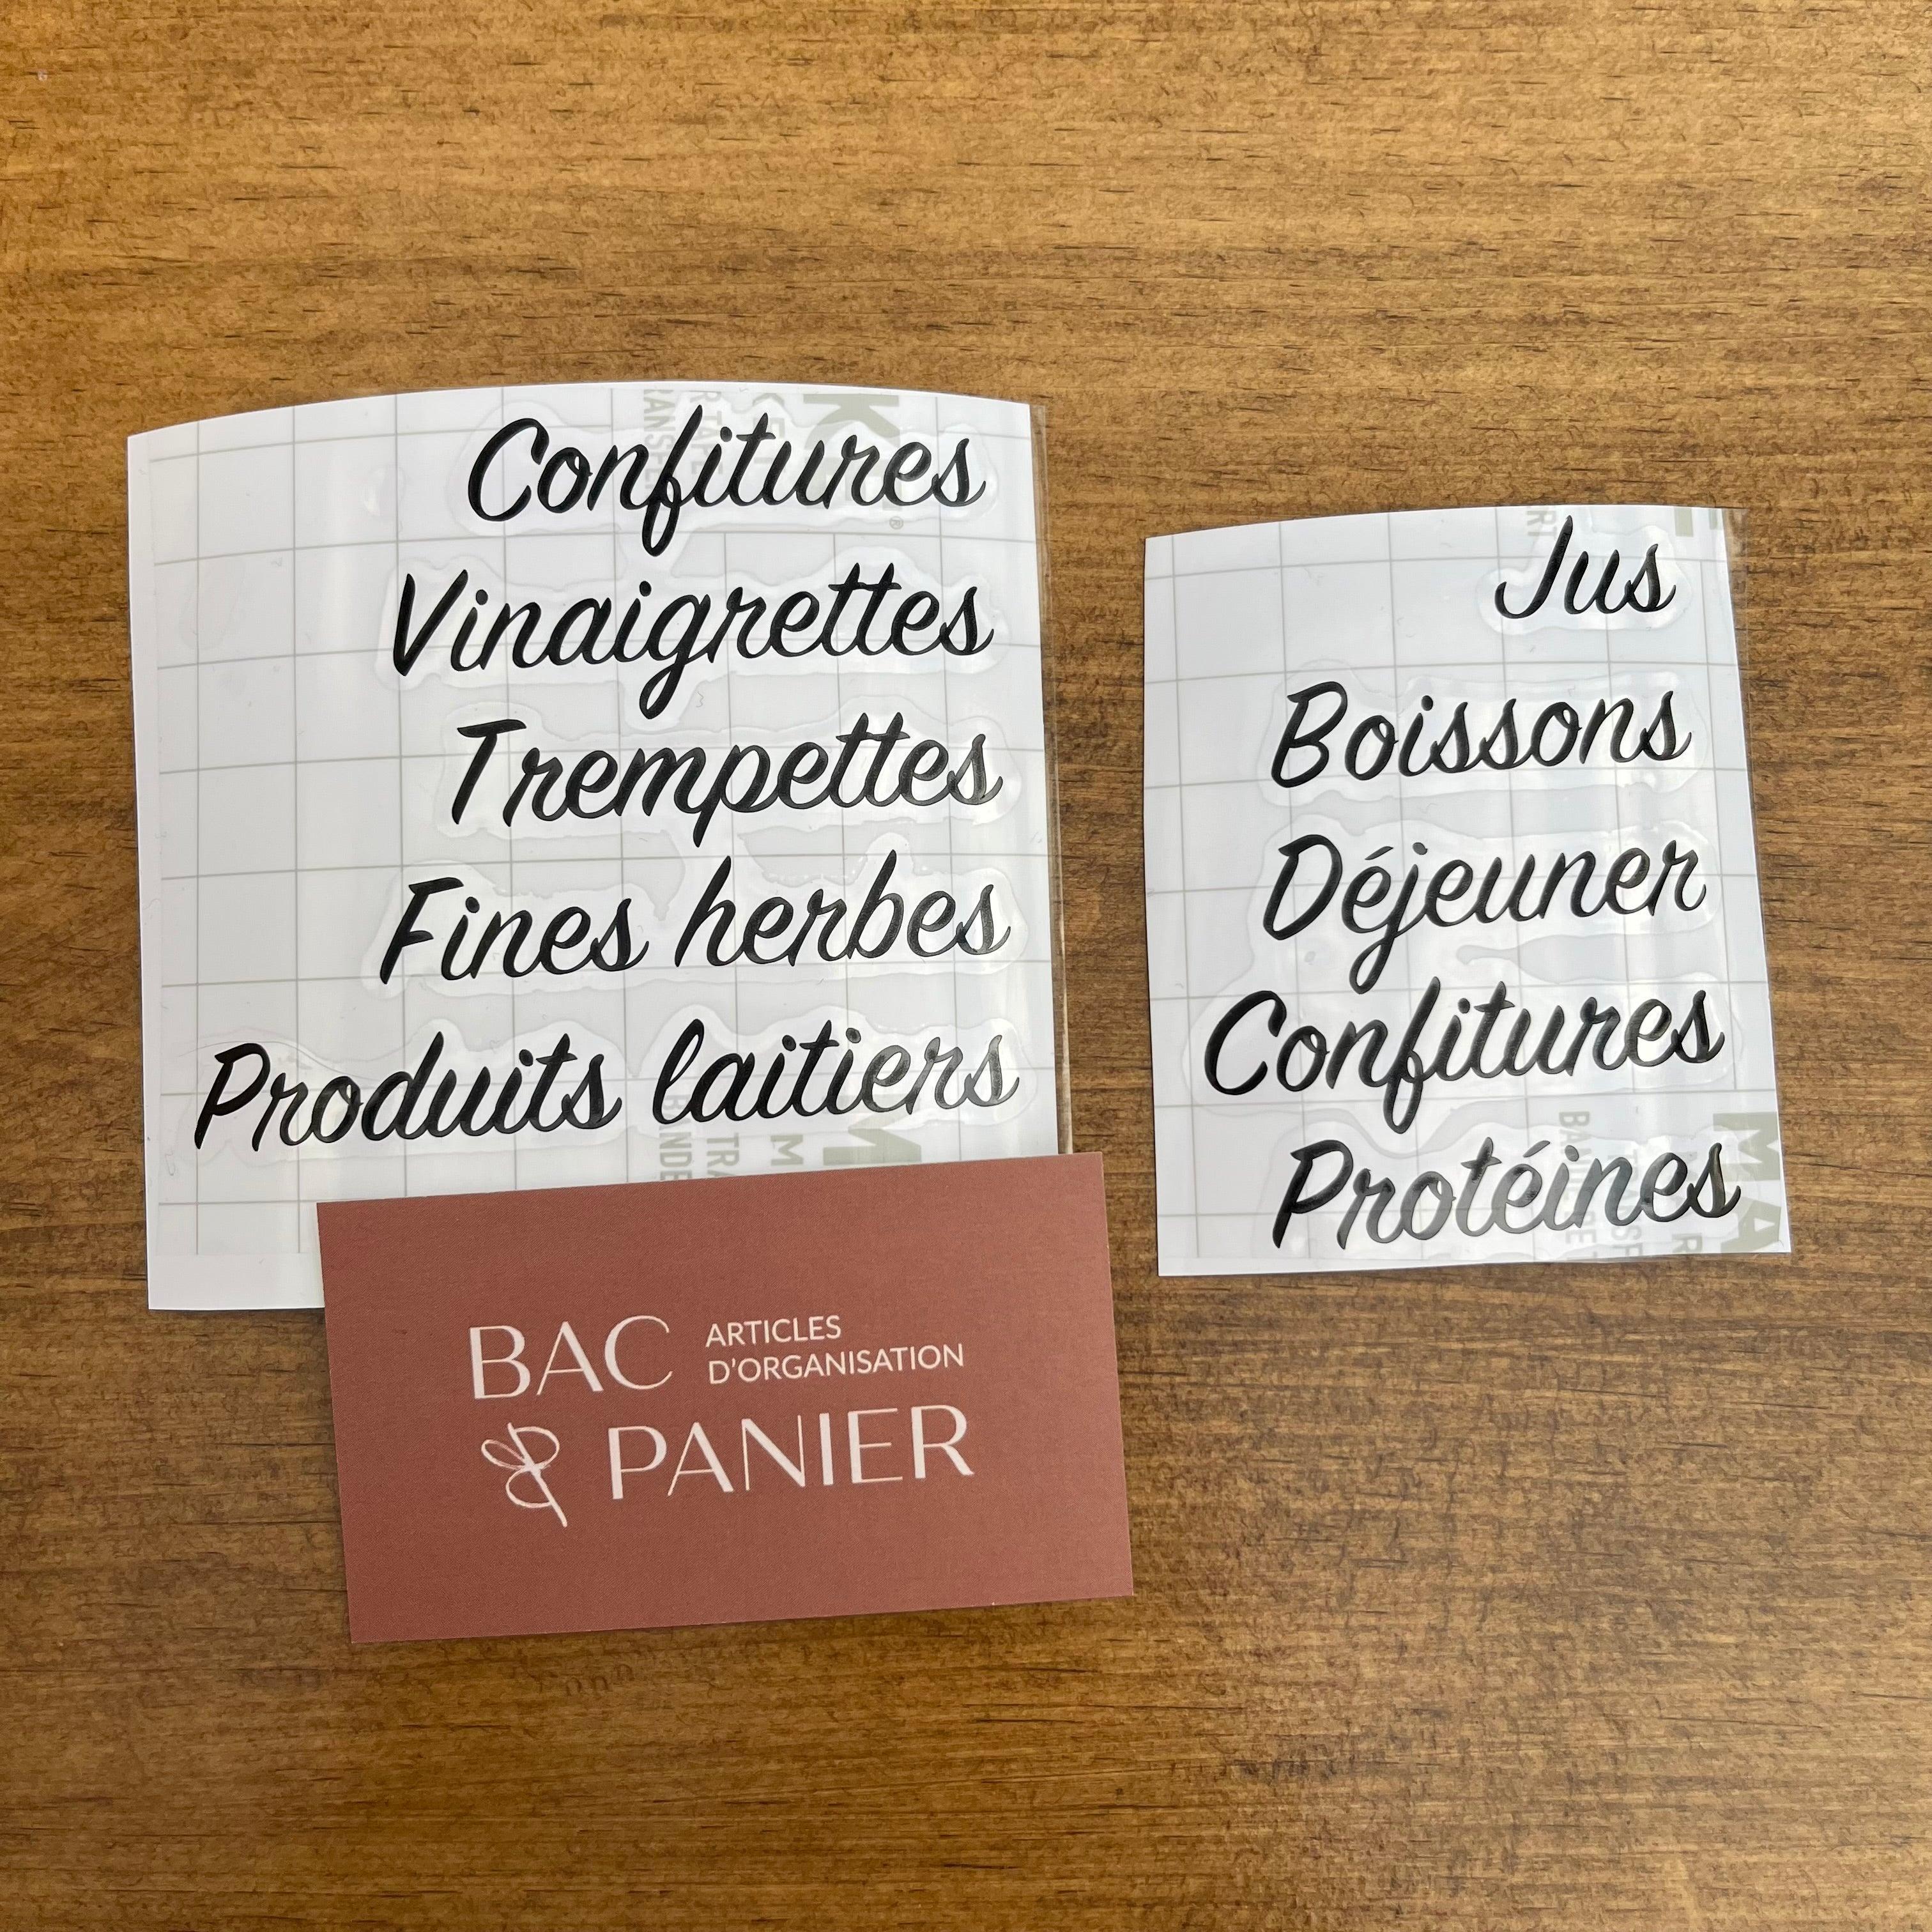 Confitures
Vinaigrettes
Trempettes
Fines herbes
Produits laitiers
Jus
Boissons
Déjeuner
Confitures
Protéines
BAC ARTICLES
D'ORGANISATION
& PANIER